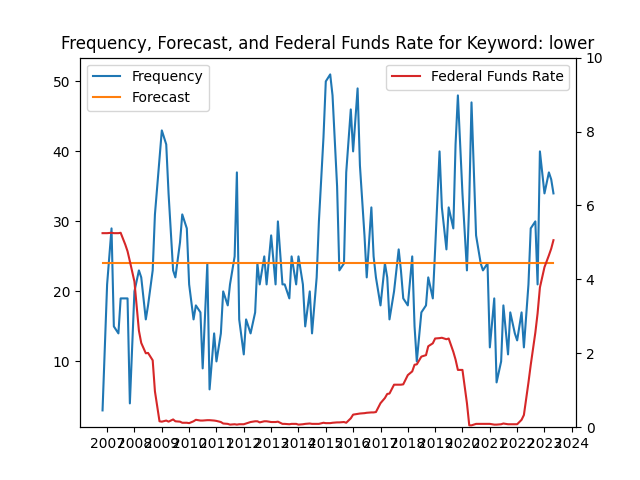 Frequency, Forecast, and Federal Funds Rate for Keyword: lower
Frequency
Forecast
Federal Funds Rate
50
40
30
20
10
10
8
6
4
2
0
2007 2008 2009 2010 2011 2012 2013 2014 2015 2016 2017 2018 2019 2020 2021 2022 2023 2024